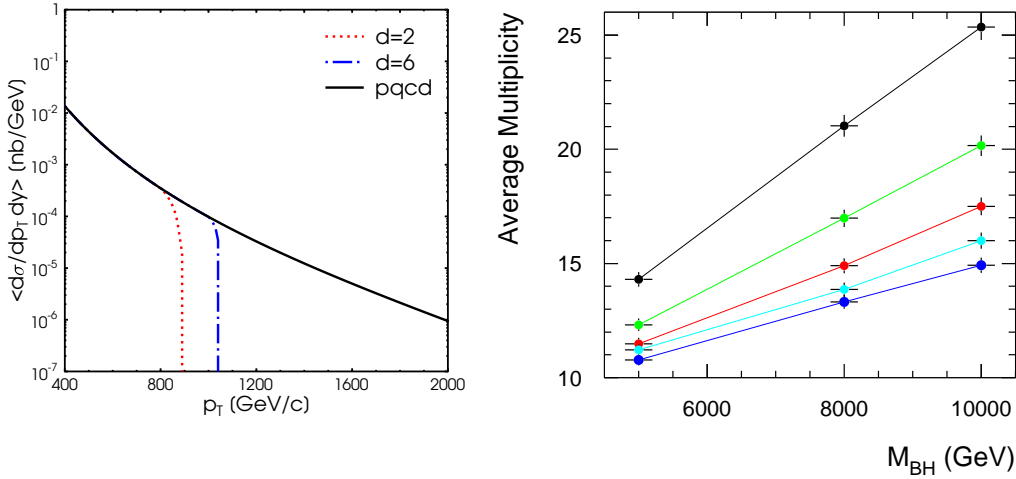 1
10⁻¹
10⁻²
10⁻³
10⁻⁴
10⁻⁵
10⁻⁶
10⁻⁷
<dσ/dp_T dy> (nb/GeV)
d=2
d=6
pqcd
400 800 1200 1600 2000
p_T (GeV/c)
25
20
15
10
Average Multiplicity
6000 8000 10000
M_BH (GeV)